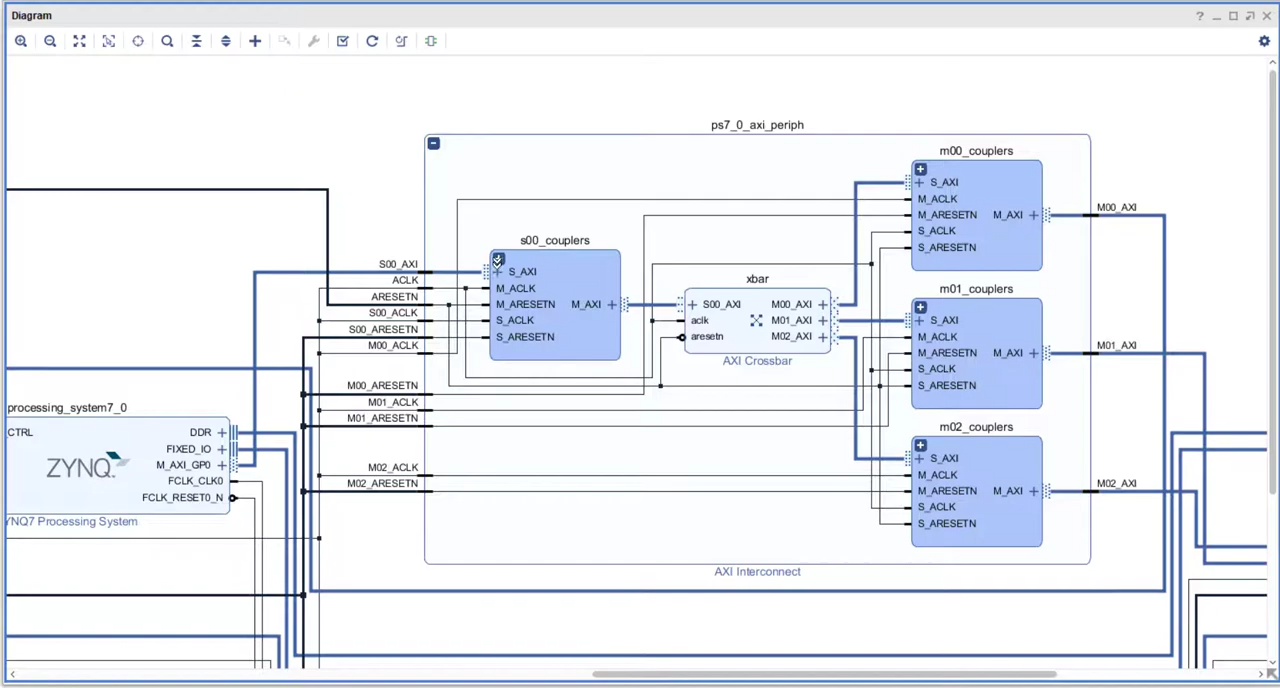 Diagram
ps7_0_axi_periph
s00_couplers
S_AXI
M_ACLK
M_ARESETN
M_AXI
S_ACLK
S_ARESETN
xbar
S00_AXI
aclk
aresetn
M00_AXI
M01_AXI
M02_AXI
AXI Crossbar
m00_couplers
S_AXI
M_ACLK
M_ARESETN
M_AXI
S_ACLK
S_ARESETN
m01_couplers
S_AXI
M_ACLK
M_ARESETN
M_AXI
S_ACLK
S_ARESETN
m02_couplers
S_AXI
M_ACLK
M_ARESETN
M_AXI
S_ACLK
S_ARESETN
M00_AXI
M01_AXI
M02_AXI
S00_AXI
ACLK
ARESETN
S00_ACLK
S00_ARESETN
M00_ACLK
M00_ARESETN
M01_ACLK
M01_ARESETN
M02_ACLK
M02_ARESETN
AXI Interconnect
processing_system7_0
CTRL
ZYNQ
DDR
FIXED_IO
M_AXI_GP0
FCLK_CLK0
FCLK_RESET0_N
YNQ7 Processing System